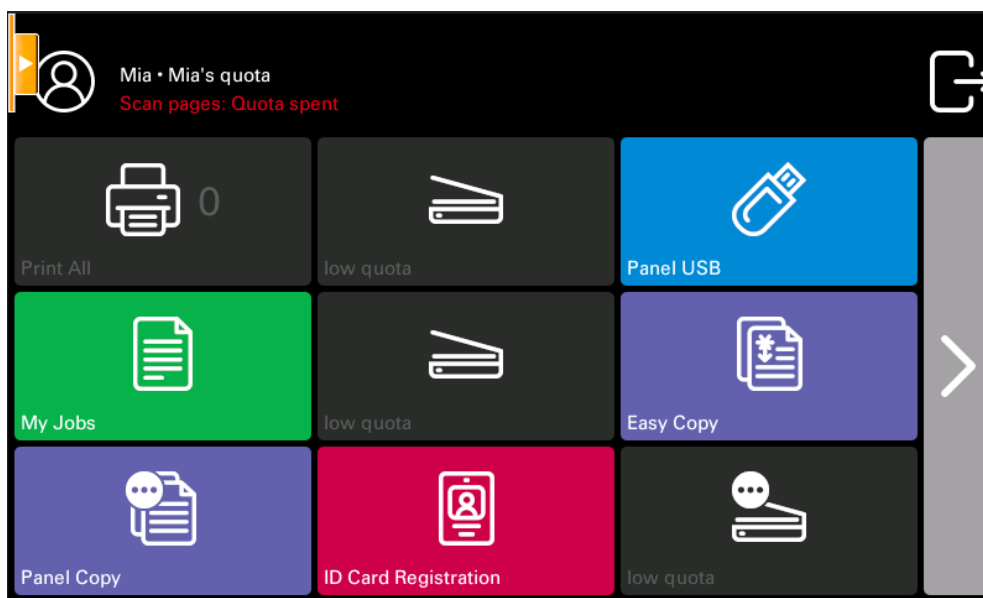 Mia • Mia's quota
Scan pages: Quota spent
0
Print All
low quota
Panel USB
My Jobs
low quota
Easy Copy
Panel Copy
ID Card Registration
low quota